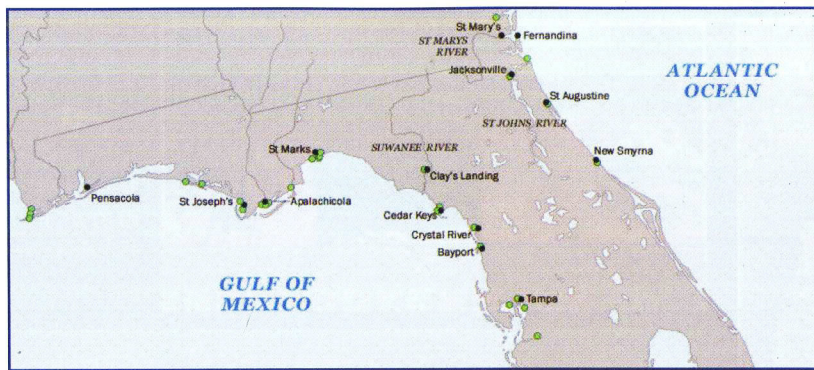 St Mary's
Fernandina
ST MARYS
RIVER
Jacksonville
ATLANTIC
OCEAN
St Augustine
ST JOHNS RIVER
St Marks
SUWANEE RIVER
New Smyrna
Clay's Landing
Pensacola
St Joseph's
Apalachicola
Cedar Keys
Crystal River
Bayport
GULF OF
MEXICO
Tampa